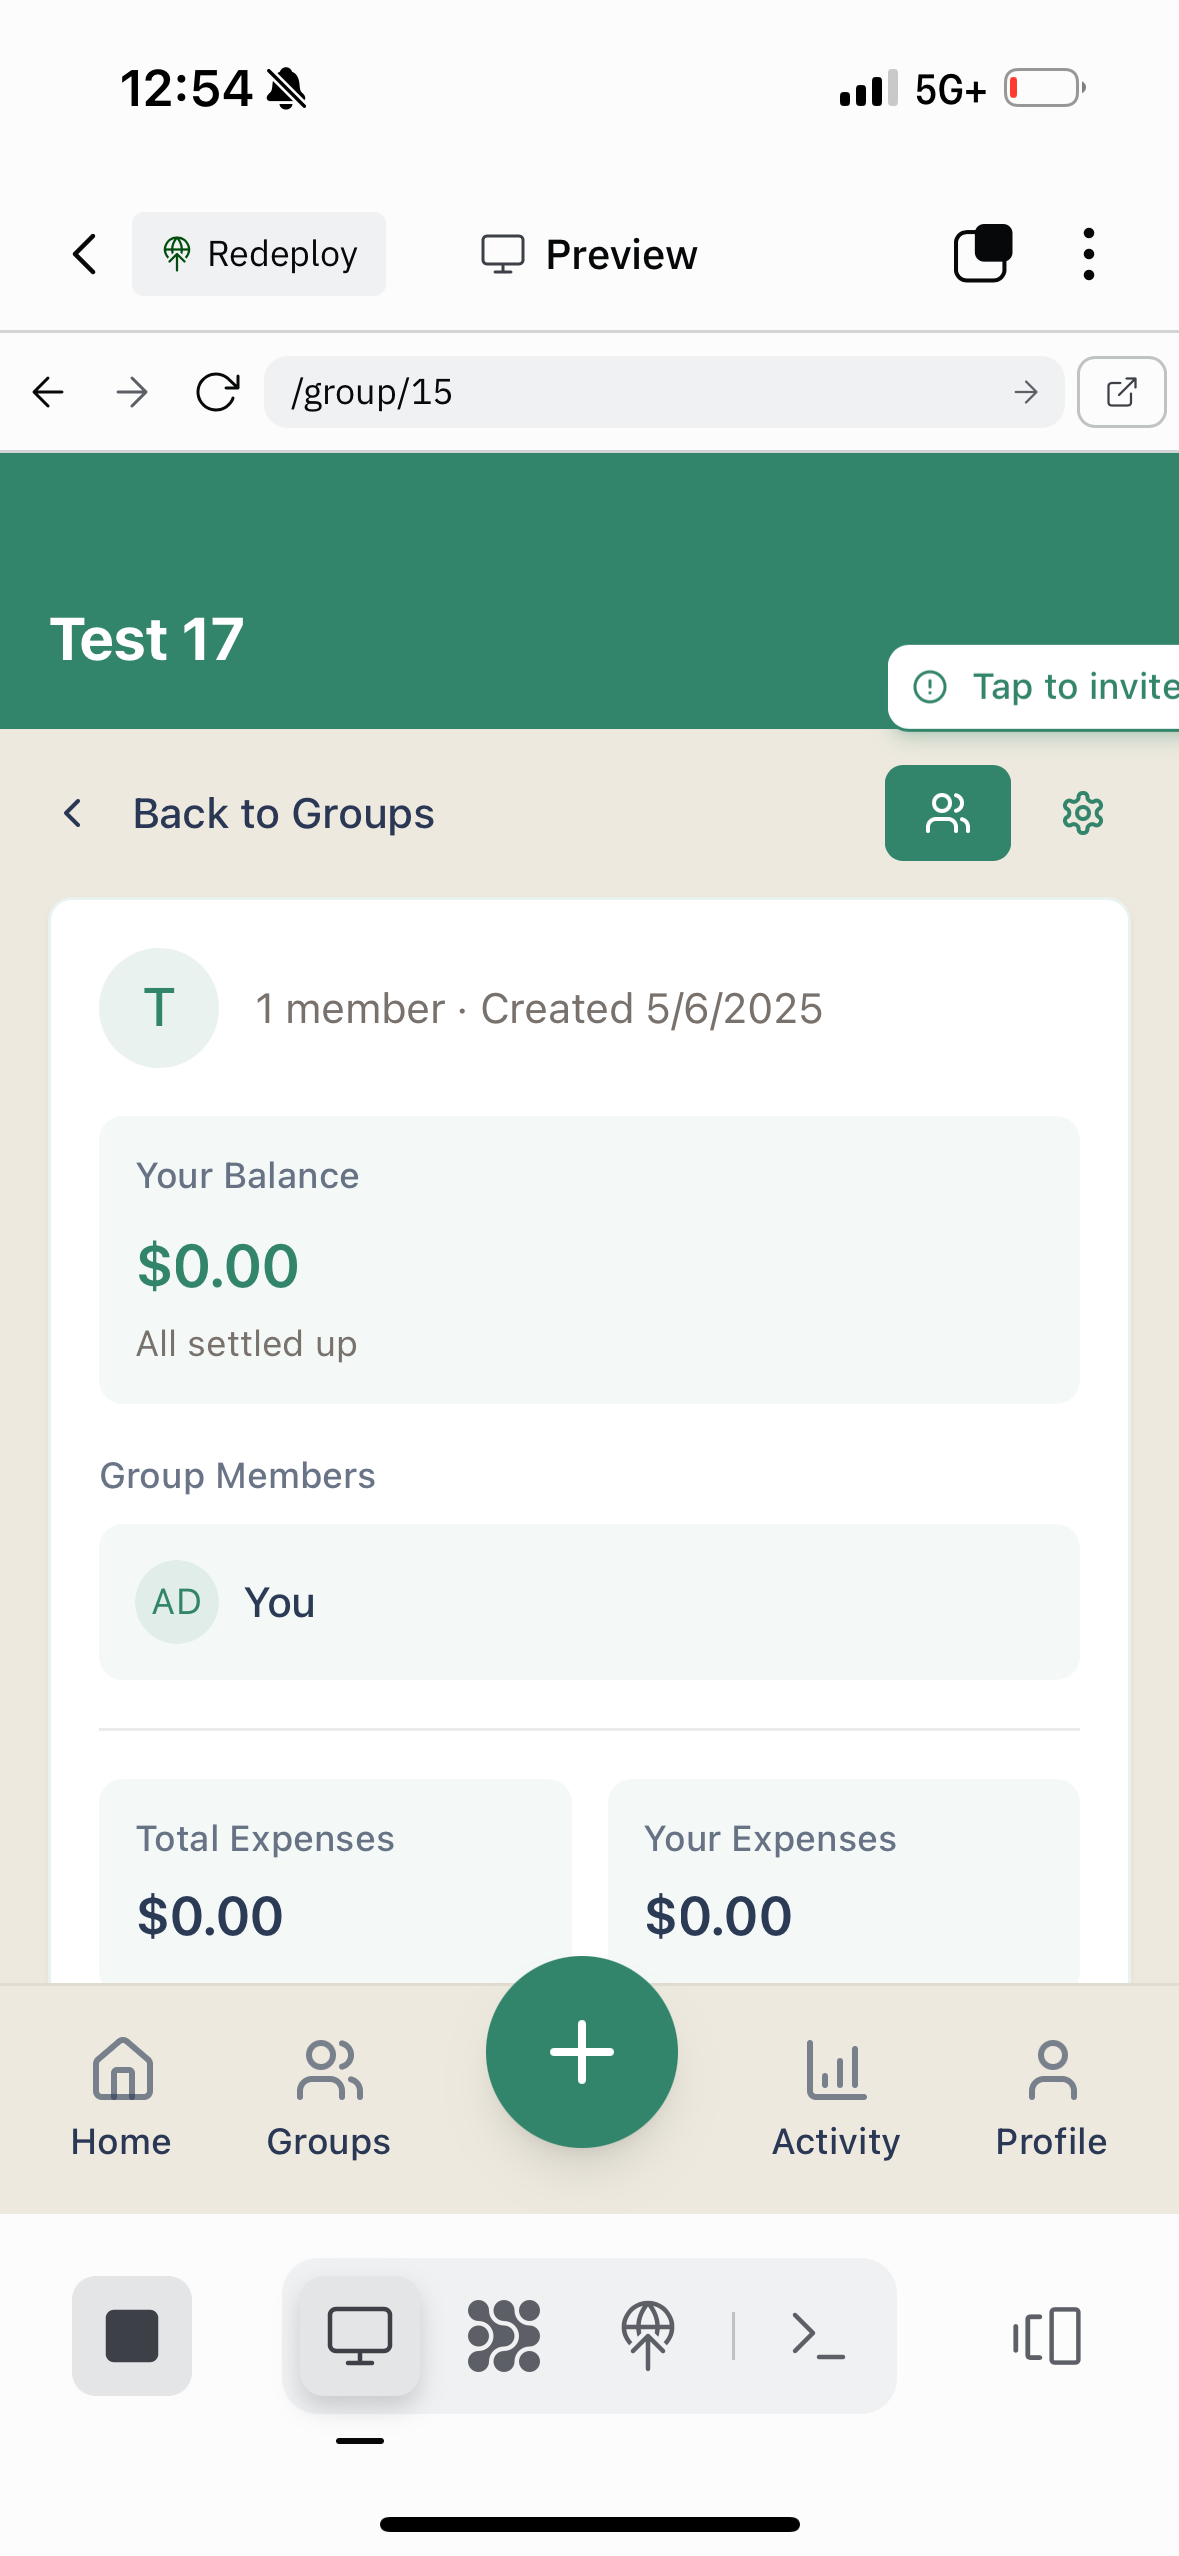 12:54 5G+
Redeploy Preview
/group/15
Test 17
Tap to invite
Back to Groups
T 1 member · Created 5/6/2025
Your Balance
$0.00
All settled up
Group Members
AD You
Total Expenses Your Expenses
$0.00 $0.00
Home Groups Activity Profile